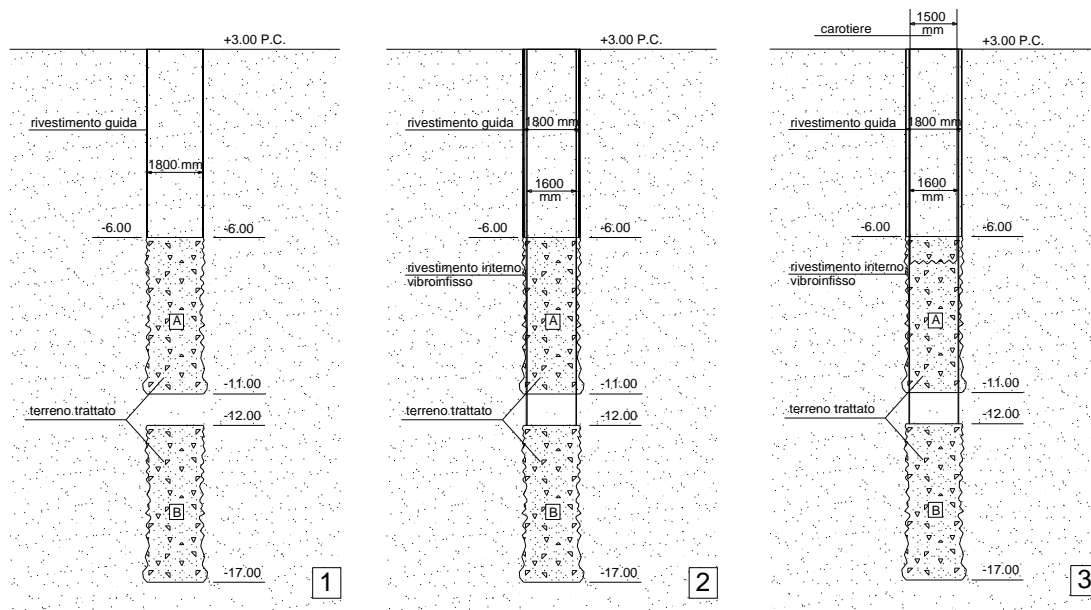 +3.00 P.C.
rivestimento guida
1800 mm
-6.00
-6.00
A
-11.00
terreno trattato
-12.00
B
-17.00
1
+3.00 P.C.
rivestimento guida
1800 mm
1600
mm
-6.00
-6.00
rivestimento interno
vibroinfisso
A
-11.00
terreno trattato
-12.00
B
-17.00
2
1500
mm
carotiere
+3.00 P.C.
rivestimento guida
1800 mm
1600
mm
-6.00
-6.00
rivestimento interno
vibroinfisso
A
-11.00
terreno trattato
-12.00
B
-17.00
3